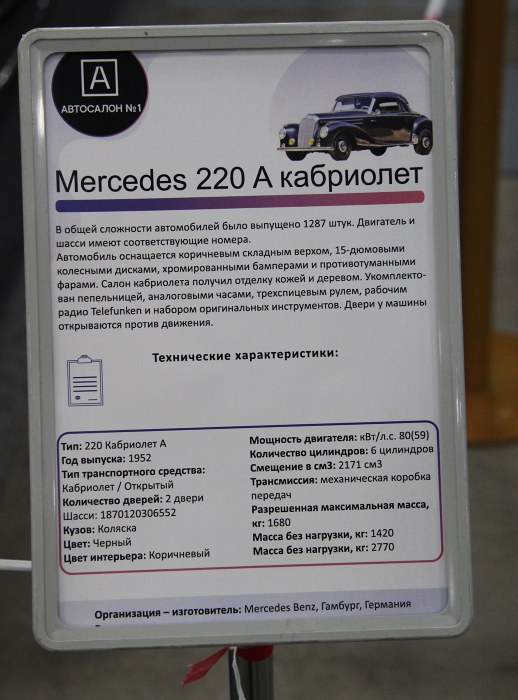 А
АВТОСАЛОН №1
Mercedes 220 A кабриолет
В общей сложности автомобилей было выпущено 1287 штук. Двигатель и
шасси имеют соответствующие номера.
Автомобиль оснащается коричневым складным верхом, 15-дюмовыми
колесными дисками, хромированными бамперами и противотуманными
фарами. Салон кабриолета получил отделку кожей и деревом. Укомплекто-
ван пепельницей, аналоговыми часами, трехспицевым рулем, рабочим
радио Telefunken и набором оригинальных инструментов. Двери у машины
открываются против движения.
Технические характеристики:
Тип: 220 Кабриолет А
Год выпуска: 1952
Тип транспортного средства:
Кабриолет / Открытый
Количество дверей: 2 двери
Шасси: 1870120306552
Кузов: Коляска
Цвет: Черный
Цвет интерьера: Коричневый
Мощность двигателя: кВт/л.с. 80(59)
Количество цилиндров: 6 цилиндров
Смещение в см3: 2171 см3
Трансмиссия: механическая коробка
передач
Разрешенная максимальная масса,
кг: 1680
Масса без нагрузки, кг: 1420
Масса без нагрузки, кг: 2770
Организация – изготовитель: Mercedes Benz, Гамбург, Германия